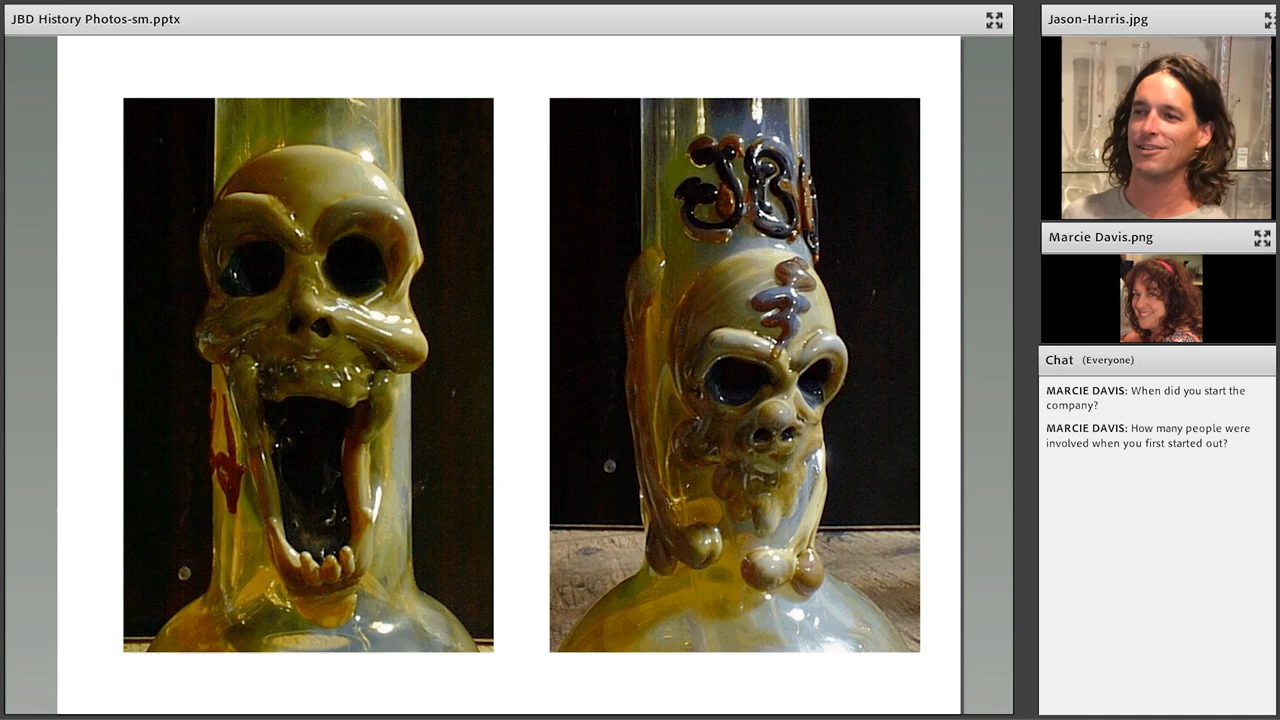 JBD History Photos-sm.pptx
Jason-Harris.jpg
Marcie Davis.png
Chat (Everyone)
MARCIE DAVIS: When did you start the
company?
MARCIE DAVIS: How many people were
involved when you first started out?
JBD